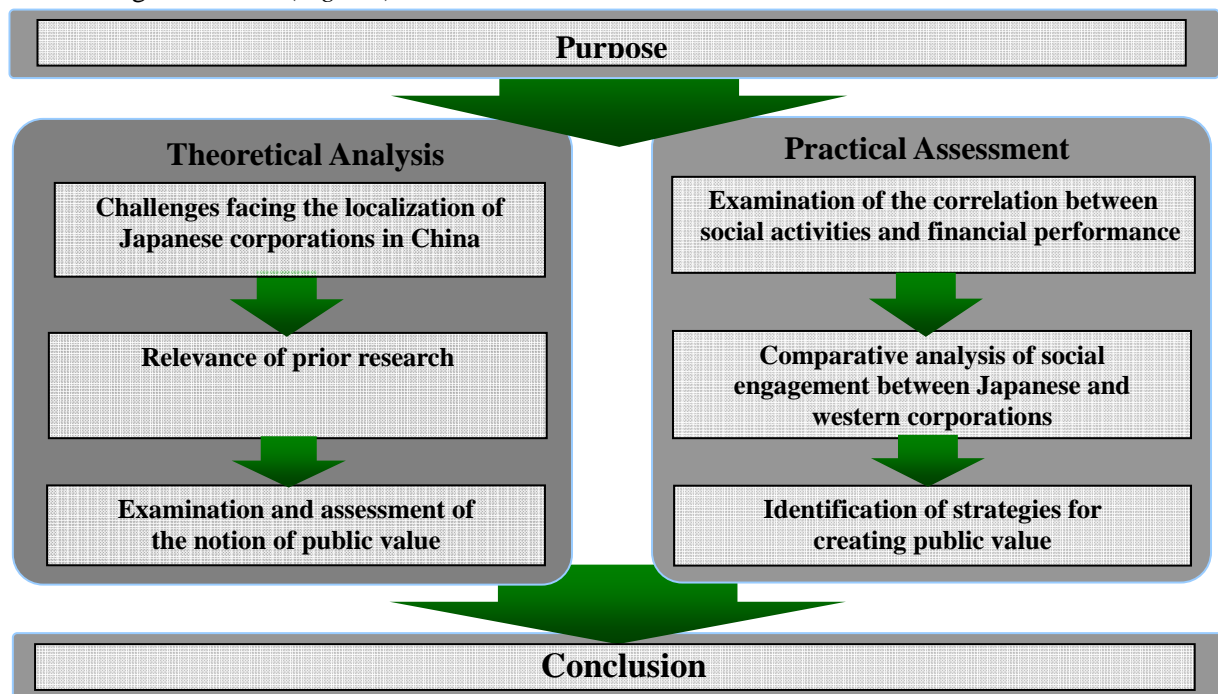 Purpose
Theoretical Analysis
Challenges facing the localization of
Japanese corporations in China
Relevance of prior research
Examination and assessment of
the notion of public value
Practical Assessment
Examination of the correlation between
social activities and financial performance
Comparative analysis of social
engagement between Japanese and
western corporations
Identification of strategies for
creating public value
Conclusion